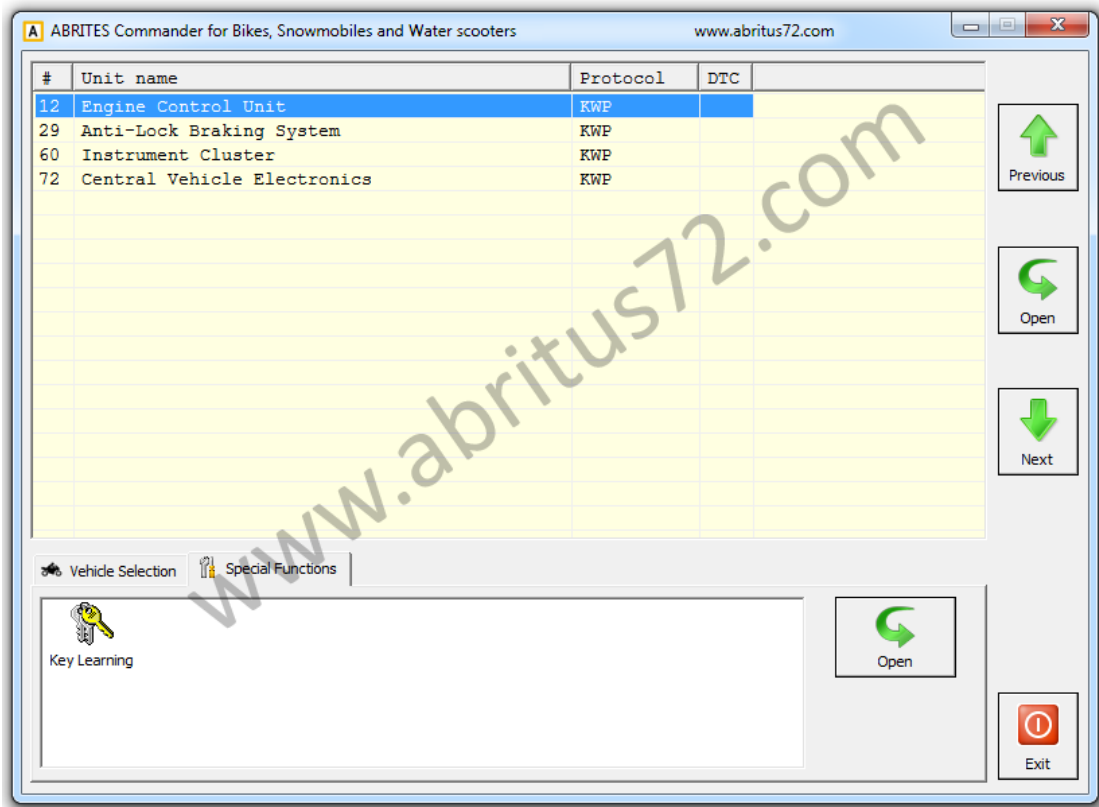 A ABRITES Commander for Bikes, Snowmobiles and Water scooters www.abritus72.com
# Unit name Protocol DTC
12 Engine Control Unit KWP
29 Anti-Lock Braking System KWP
60 Instrument Cluster KWP
72 Central Vehicle Electronics KWP
Previous
Open
Next
www.abritus72.com
Vehicle Selection Special Functions
Key Learning
Open
Exit